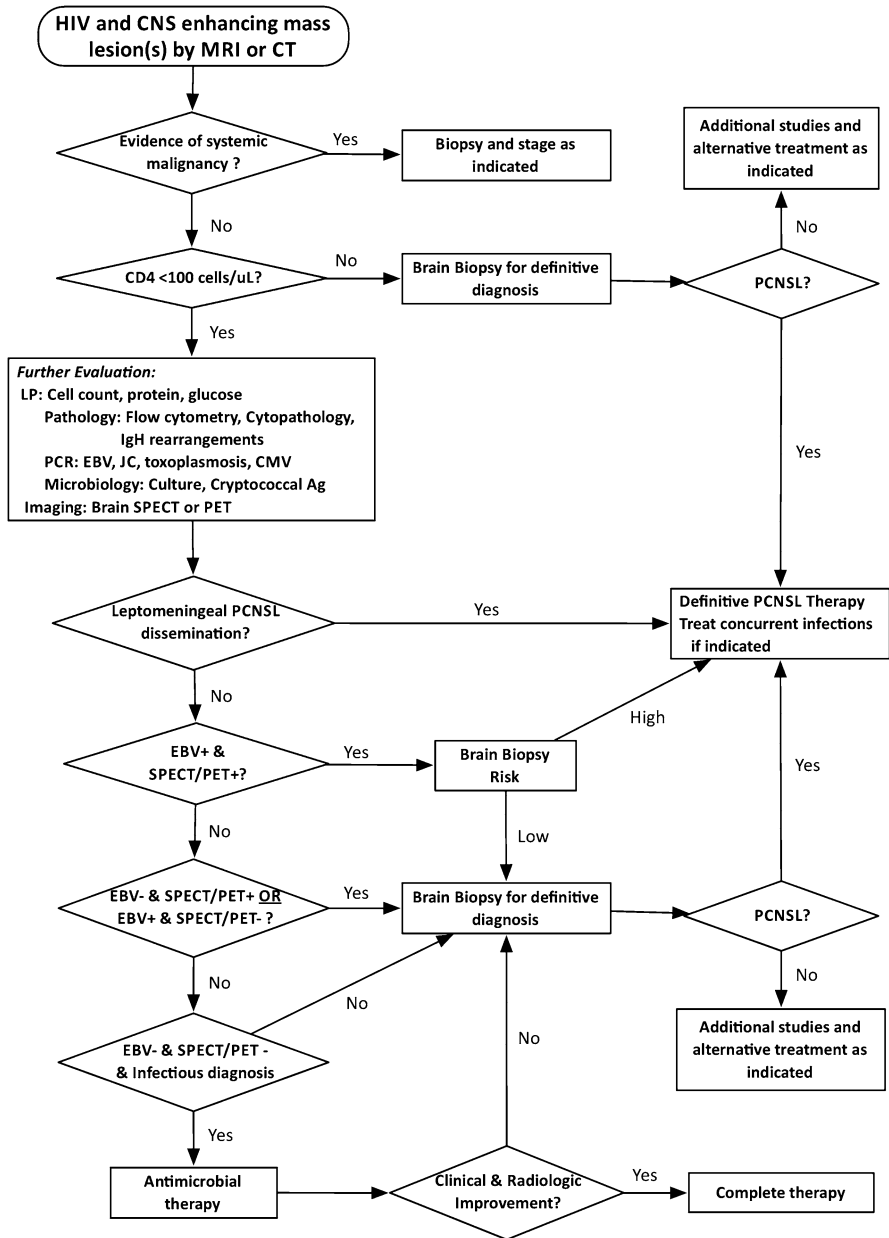 HIV and CNS enhancing mass
lesion(s) by MRI or CT
Evidence of systemic
malignancy ?
Yes
Biopsy and stage as
indicated
Additional studies and
alternative treatment as
indicated
No
No
CD4 <100 cells/uL?
No
Brain Biopsy for definitive
diagnosis
PCNSL?
Yes
Further Evaluation:
LP: Cell count, protein, glucose
Pathology: Flow cytometry, Cytopathology,
IgH rearrangements
PCR: EBV, JC, toxoplasmosis, CMV
Microbiology: Culture, Cryptococcal Ag
Imaging: Brain SPECT or PET
Yes
Leptomeningeal PCNSL
dissemination?
Yes
Definitive PCNSL Therapy
Treat concurrent infections
if indicated
No
High
EBV+ &
SPECT/PET+?
Yes
Brain Biopsy
Risk
Yes
No
Low
EBV- & SPECT/PET+ OR
EBV+ & SPECT/PET- ?
Yes
Brain Biopsy for definitive
diagnosis
PCNSL?
No
No
No
EBV- & SPECT/PET -
& Infectious diagnosis
No
Additional studies and
alternative treatment as
indicated
Yes
Antimicrobial
therapy
Clinical & Radiologic
Improvement?
Yes
Complete therapy